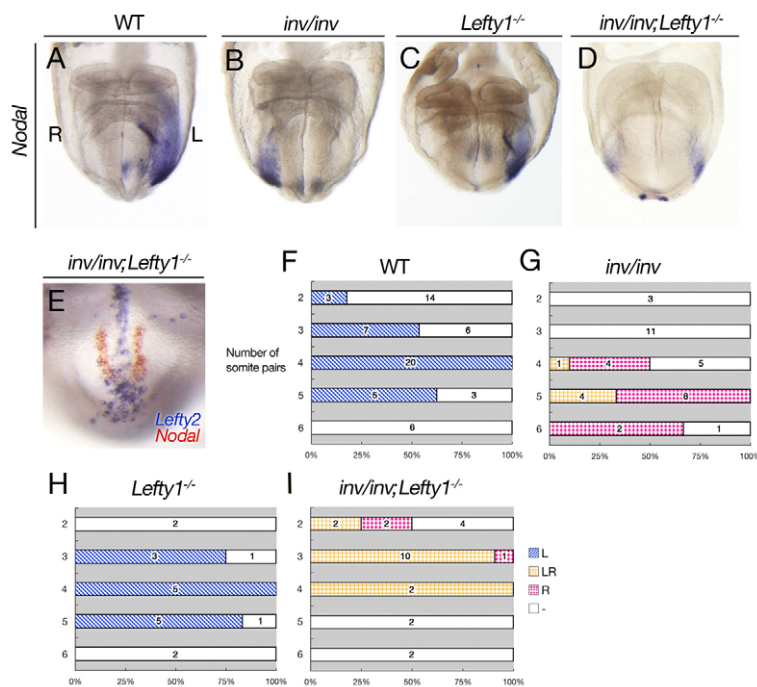 WT inv/inv Lefty1-/- inv/inv;Lefty1-/-
Nodal
A B C D
R L
inv/inv;Lefty1-/-
E
Lefty2
Nodal
F WT
Number of somite pairs
2 3 14
3 7 6
4 20
5 5 3
6 6
0% 25% 50% 75% 100%
G inv/inv
2 3
3 11
4 1 4 5
5 4 8
6 2 1
0% 25% 50% 75% 100%
H Lefty1-/-
2 2
3 3 1
4 5
5 5 1
6 2
0% 25% 50% 75% 100%
I inv/inv;Lefty1-/-
2 2 2 4
3 10 1
4 2
5 2
6 2
0% 25% 50% 75% 100%
L
LR
R
-